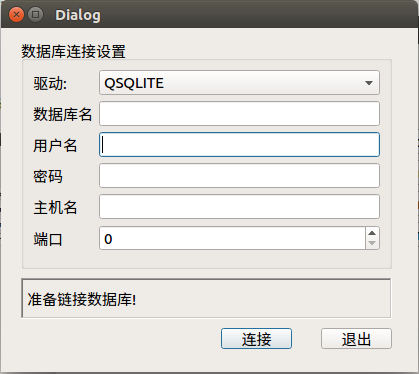 Dialog
数据库连接设置
驱动: QSQLITE
数据库名
用户名
密码
主机名
端口 0
准备链接数据库!
连接 退出